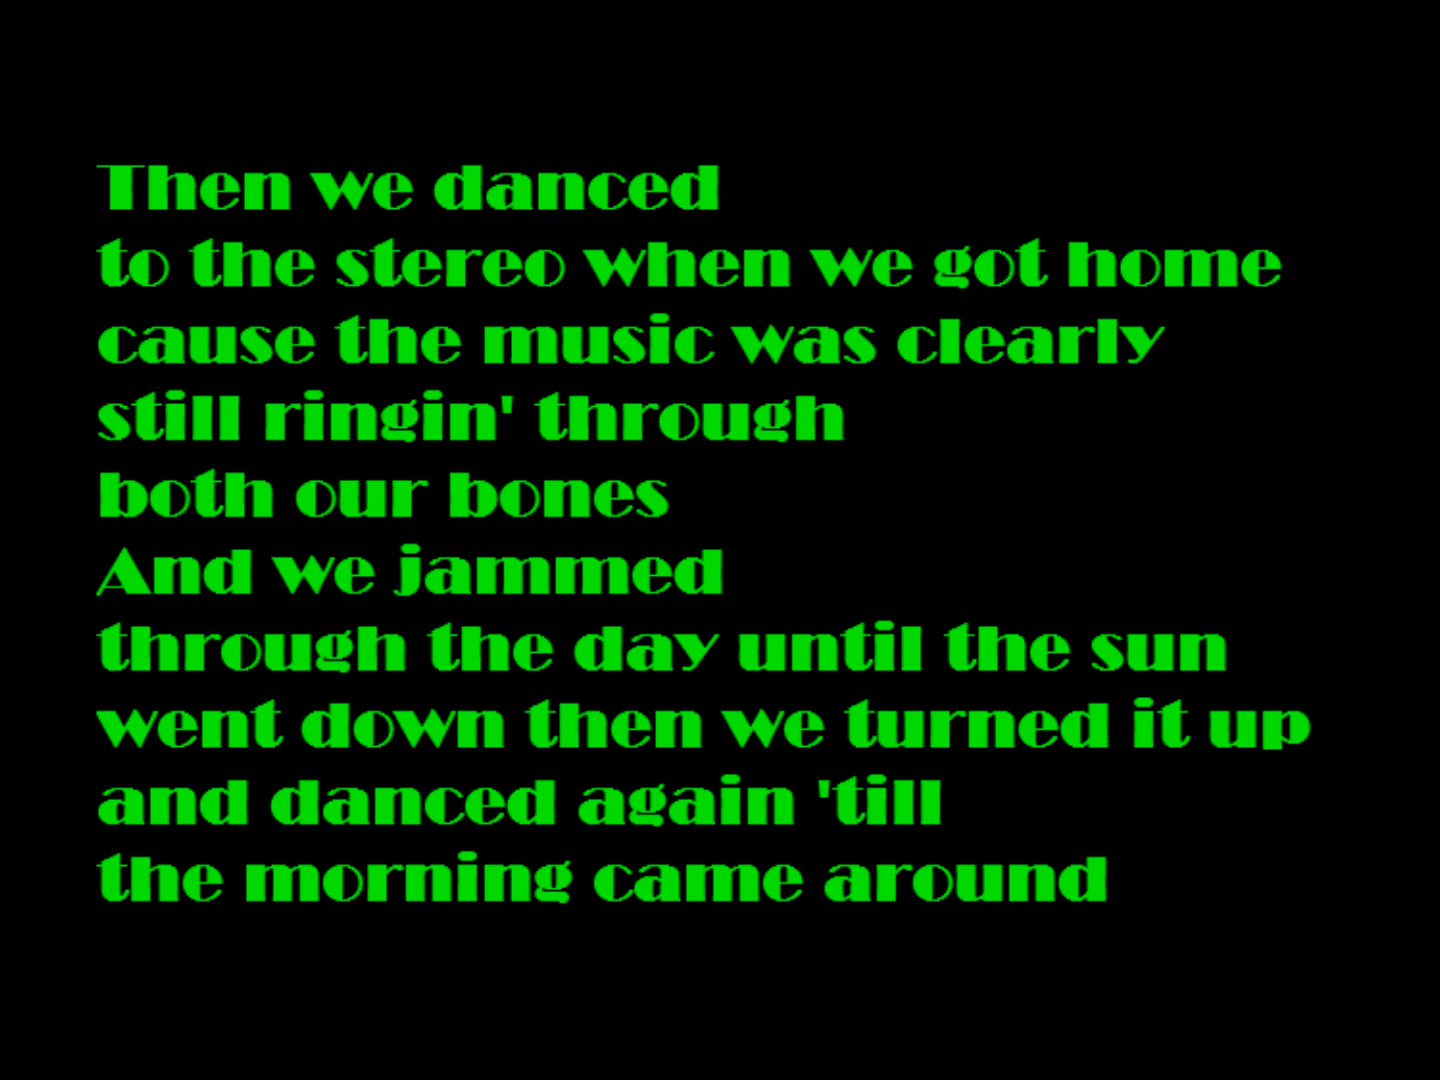 Then we danced
to the stereo when we got home
cause the music was clearly
still ringin' through
both our bones
And we jammed
through the day until the sun
went down then we turned it up
and danced again 'till
the morning came around